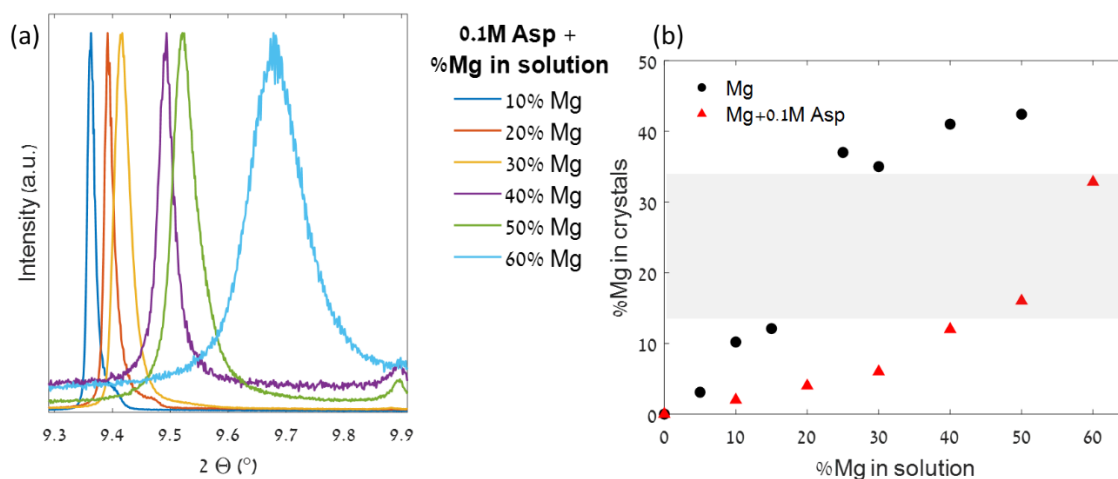 (a)
Intensity (a.u.)
9.3 9.4 9.5 9.6 9.7 9.8 9.9
2 Θ (°)
0.1M Asp +
%Mg in solution
10% Mg
20% Mg
30% Mg
40% Mg
50% Mg
60% Mg
(b)
%Mg in crystals
50
40
30
20
10
0
Mg
Mg+0.1M Asp
0 10 20 30 40 50 60
%Mg in solution